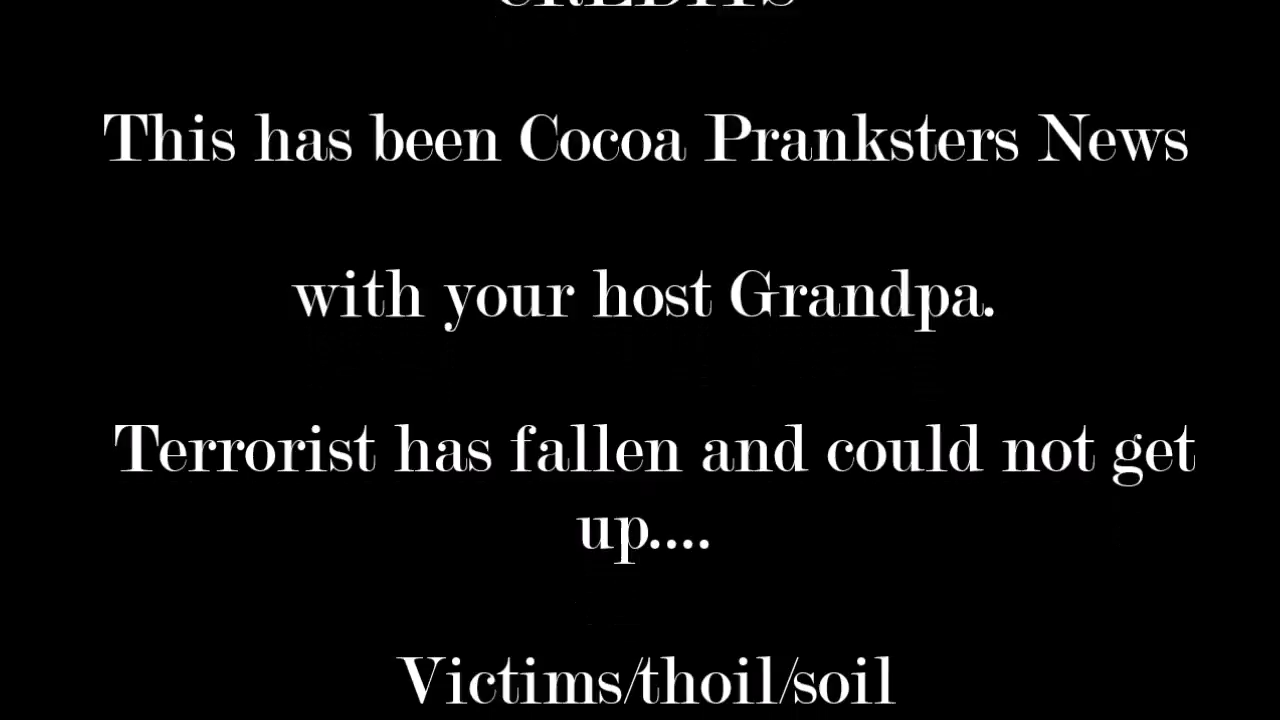 CREDITS
This has been Cocoa Pranksters News
with your host Grandpa.
Terrorist has fallen and could not get
up....
Victims/thoil/soil